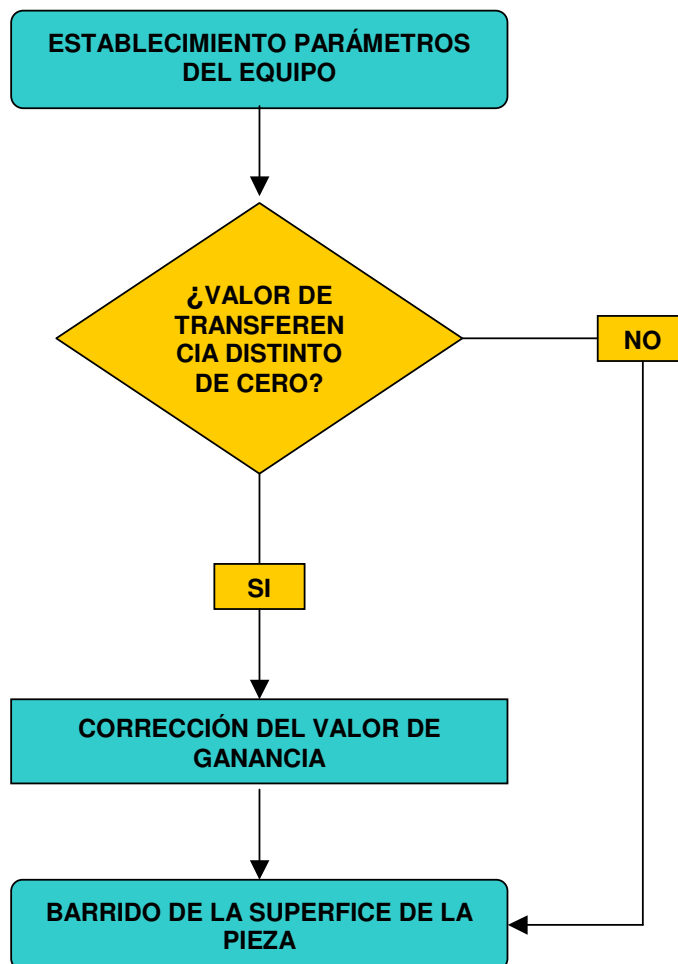 ESTABLECIMIENTO PARÁMETROS
DEL EQUIPO
¿VALOR DE
TRANSFEREN
CIA DISTINTO
DE CERO?
NO
SI
CORRECCIÓN DEL VALOR DE
GANANCIA
BARRIDO DE LA SUPERFICE DE LA
PIEZA